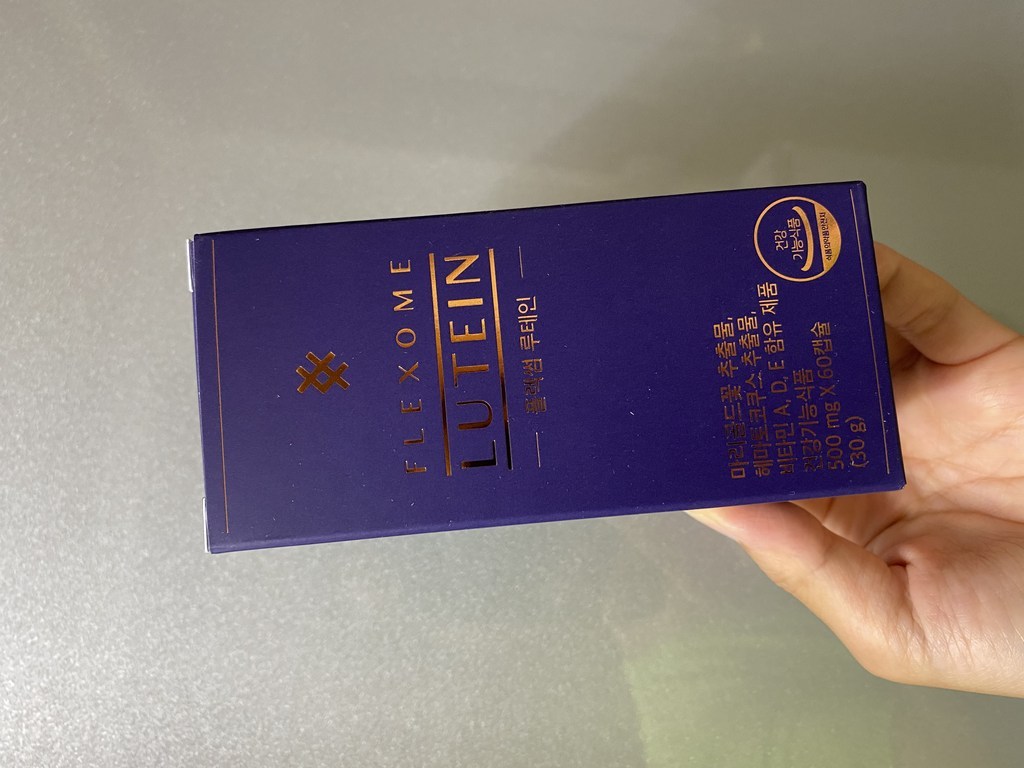 FLEXOME
LUTEIN
플렉썸 루테인
마리골드꽃 추출물,
헤마토코쿠스 추출물,
비타민 A, D, E 함유 제품
건강기능식품
500 mg X 60캡슐
(30 g)
건강
기능식품
식품의약품안전처